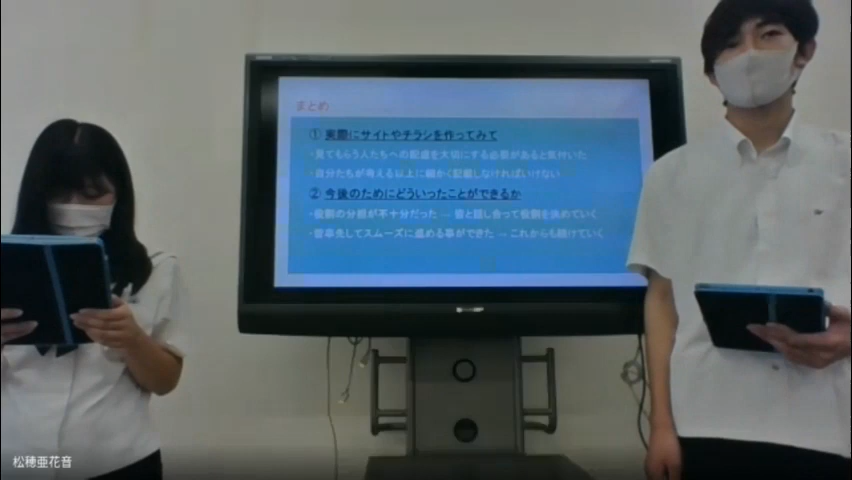 まとめ
① 実際にサイトやチラシを作ってみて
・見てもらう人たちへの配慮を大切にする必要があると気付いた
・自分たちが考える以上に細かく記載しなければいけない
② 今後のためにどういったことができるか
・役割の分担が不十分だった → 皆と話し合って役割を決めていく
・皆率先してスムーズに進める事ができた → これからも続けていく
松穂亜花音